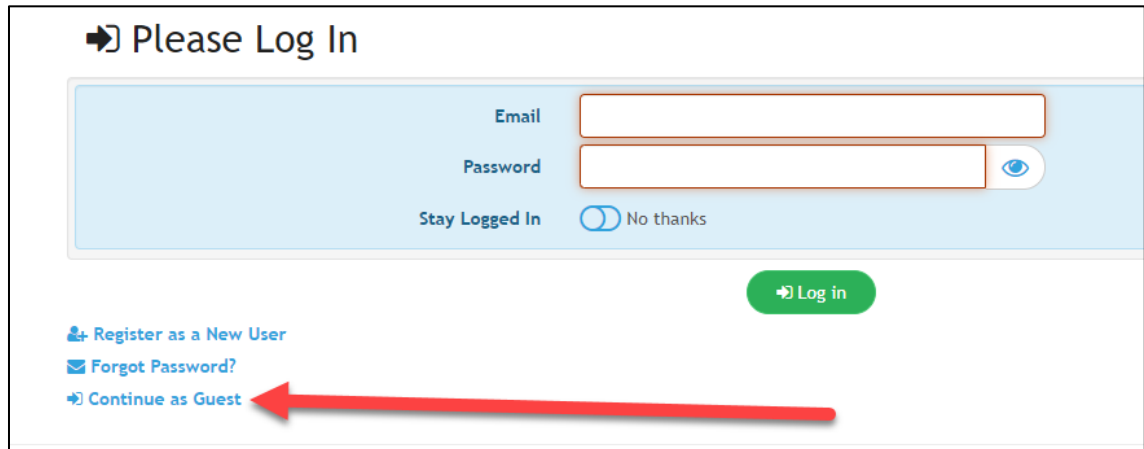 Please Log In
Email
Password
Stay Logged In No thanks
Log in
Register as a New User
Forgot Password?
Continue as Guest